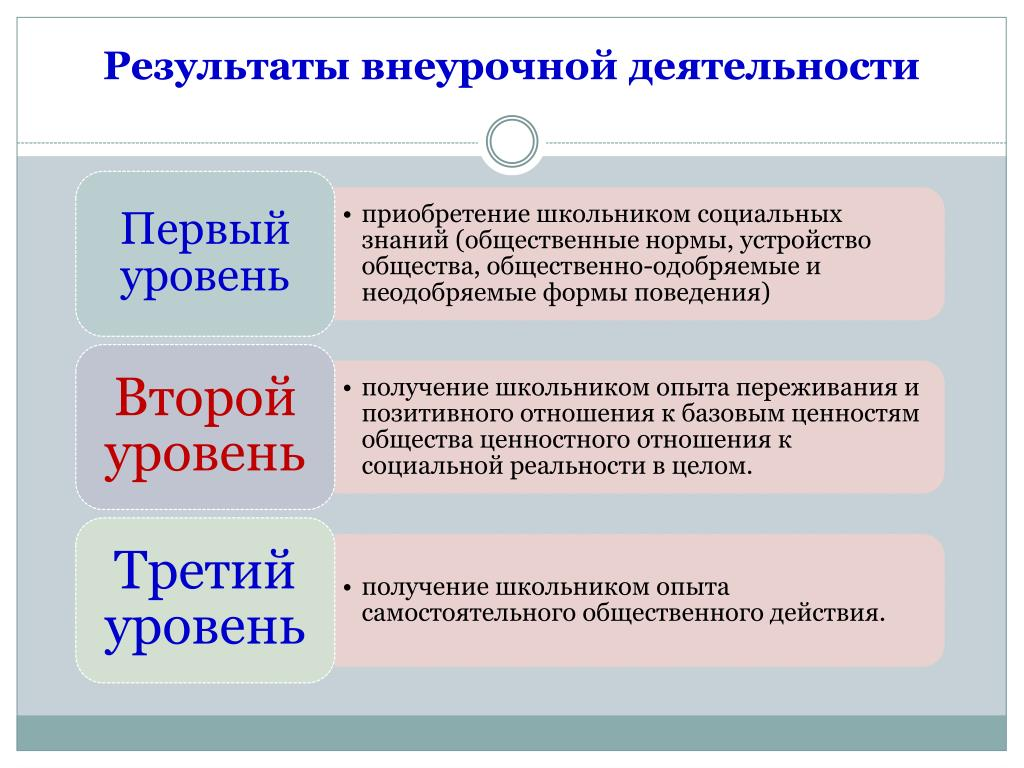 Результаты внеурочной деятельности
Первый
уровень
• приобретение школьником социальных
знаний (общественные нормы, устройство
общества, общественно-одобряемые и
неодобряемые формы поведения)
Второй
уровень
• получение школьником опыта переживания и
позитивного отношения к базовым ценностям
общества ценностного отношения к
социальной реальности в целом.
Третий
уровень
• получение школьником опыта
самостоятельного общественного действия.